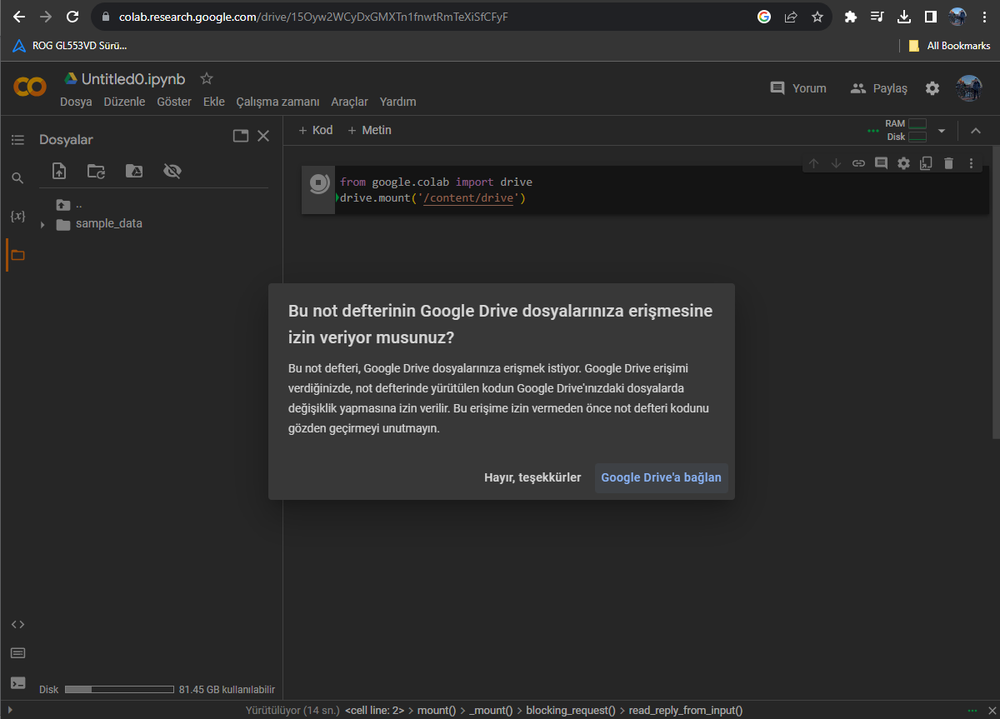 colab.research.google.com/drive/15Oyw2WCyDxGMXTn1fnwtRmTeXiSfCFyF
ROG GL553VD Sürü...
All Bookmarks
Untitled0.ipynb
Dosya Düzenle Göster Ekle Çalışma zamanı Araçlar Yardım
Yorum
Paylaş
Dosyalar
+ Kod + Metin
RAM
Disk
..
sample_data
{x}
from google.colab import drive
drive.mount('/content/drive')
Bu not defterinin Google Drive dosyalarınıza erişmesine
izin veriyor musunuz?
Bu not defteri, Google Drive dosyalarınıza erişmek istiyor. Google Drive erişimi
verdiğinizde, not defterinde yürütülen kodun Google Drive'ınızdaki dosyalarda
değişiklik yapmasına izin verilir. Bu erişime izin vermeden önce not defteri kodunu
gözden geçirmeyi unutmayın.
Hayır, teşekkürler
Google Drive'a bağlan
Disk 81.45 GB kullanılabilir
Yürütülüyor (14 sn.) <cell line: 2> > mount() > _mount() > blocking_request() > read_reply_from_input()